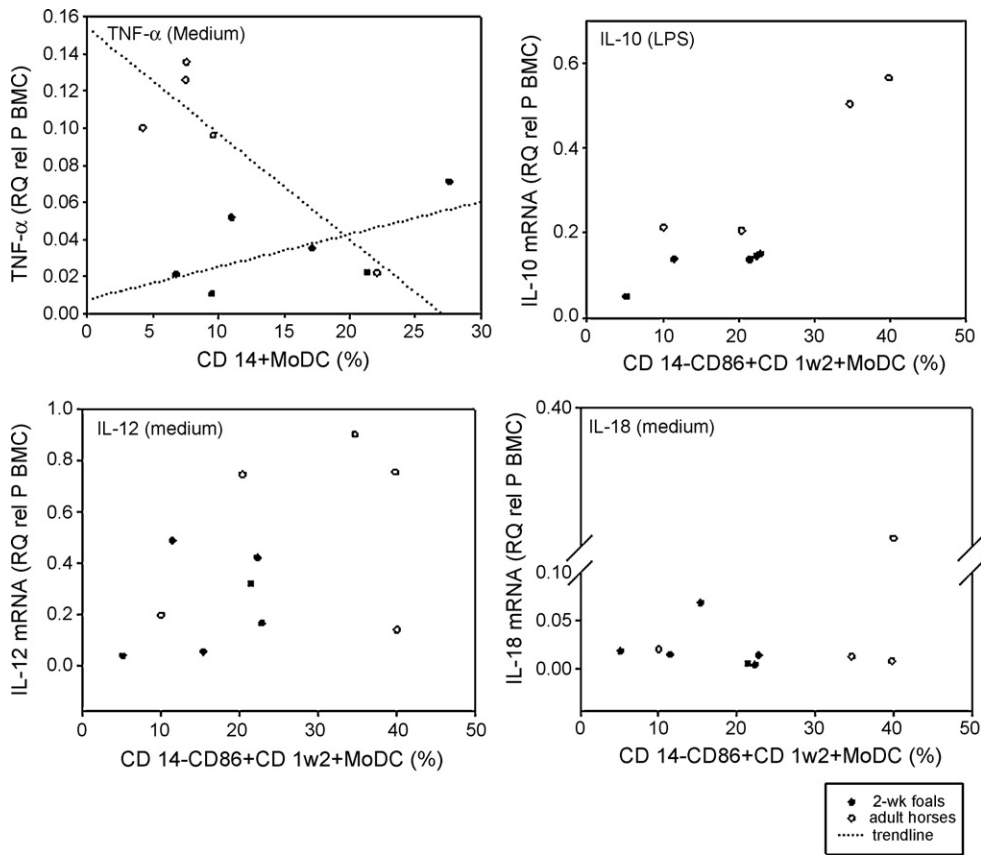 TNF-α (Medium)
TNF-α (RQ rel P BMC)
0.16
0.14
0.12
0.10
0.08
0.06
0.04
0.02
0.00
0 5 10 15 20 25 30
CD 14+MoDC (%)
IL-10 (LPS)
IL-10 mRNA (RQ rel P BMC)
0.6
0.4
0.2
0.0
0 10 20 30 40 50
CD 14-CD86+CD 1w2+MoDC (%)
IL-12 (medium)
IL-12 mRNA (RQ rel P BMC)
1.0
0.8
0.6
0.4
0.2
0.0
0 10 20 30 40 50
CD 14-CD86+CD 1w2+MoDC (%)
IL-18 (medium)
IL-18 mRNA (RQ rel P BMC)
0.40
0.10
0.05
0.00
0 10 20 30 40 50
CD 14-CD86+CD 1w2+MoDC (%)
2-wk foals
adult horses
trendline